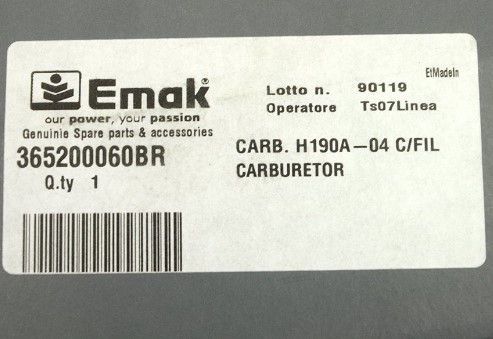 EtMadeIn
Emak®
our power, your passion
Genuinie Spare parts & accessories
Lotto n. 90119
Operatore Ts07Linea
365200060BR
Q.ty 1
CARB. H190A-04 C/FIL
CARBURETOR